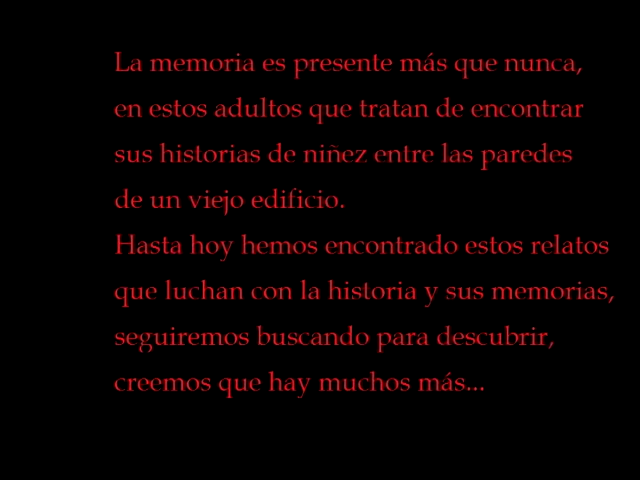 La memoria es presente más que nunca,
en estos adultos que tratan de encontrar
sus historias de niñez entre las paredes
de un viejo edificio.
Hasta hoy hemos encontrado estos relatos
que luchan con la historia y sus memorias,
seguiremos buscando para descubrir,
creemos que hay muchos más...